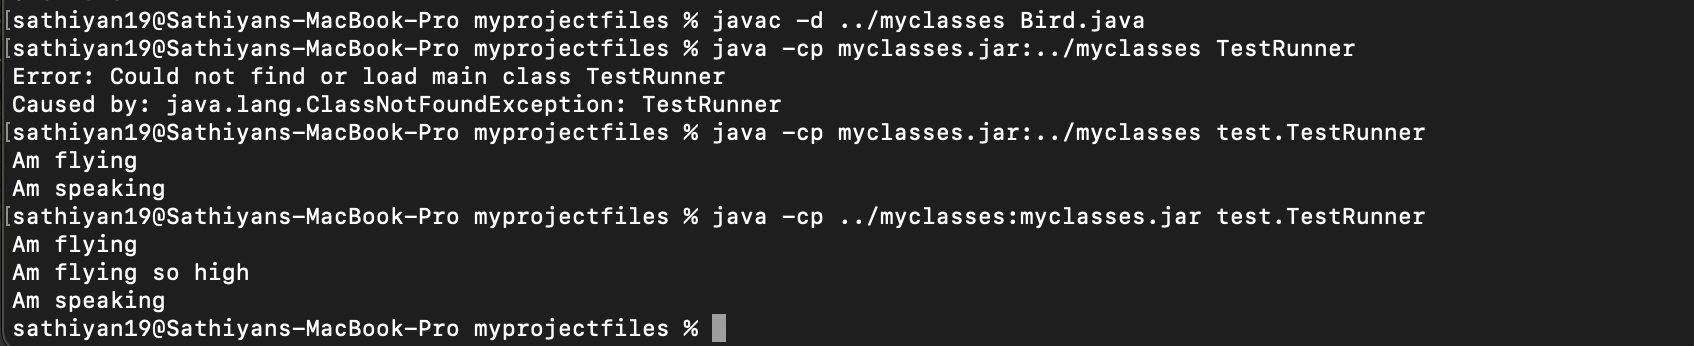 [sathiyan19@Sathiyans-MacBook-Pro myprojectfiles % javac -d ../myclasses Bird.java
[sathiyan19@Sathiyans-MacBook-Pro myprojectfiles % java -cp myclasses.jar:../myclasses TestRunner
Error: Could not find or load main class TestRunner
Caused by: java.lang.ClassNotFoundException: TestRunner
[sathiyan19@Sathiyans-MacBook-Pro myprojectfiles % java -cp myclasses.jar:../myclasses test.TestRunner
Am flying
Am speaking
[sathiyan19@Sathiyans-MacBook-Pro myprojectfiles % java -cp ../myclasses:myclasses.jar test.TestRunner
Am flying
Am flying so high
Am speaking
sathiyan19@Sathiyans-MacBook-Pro myprojectfiles %